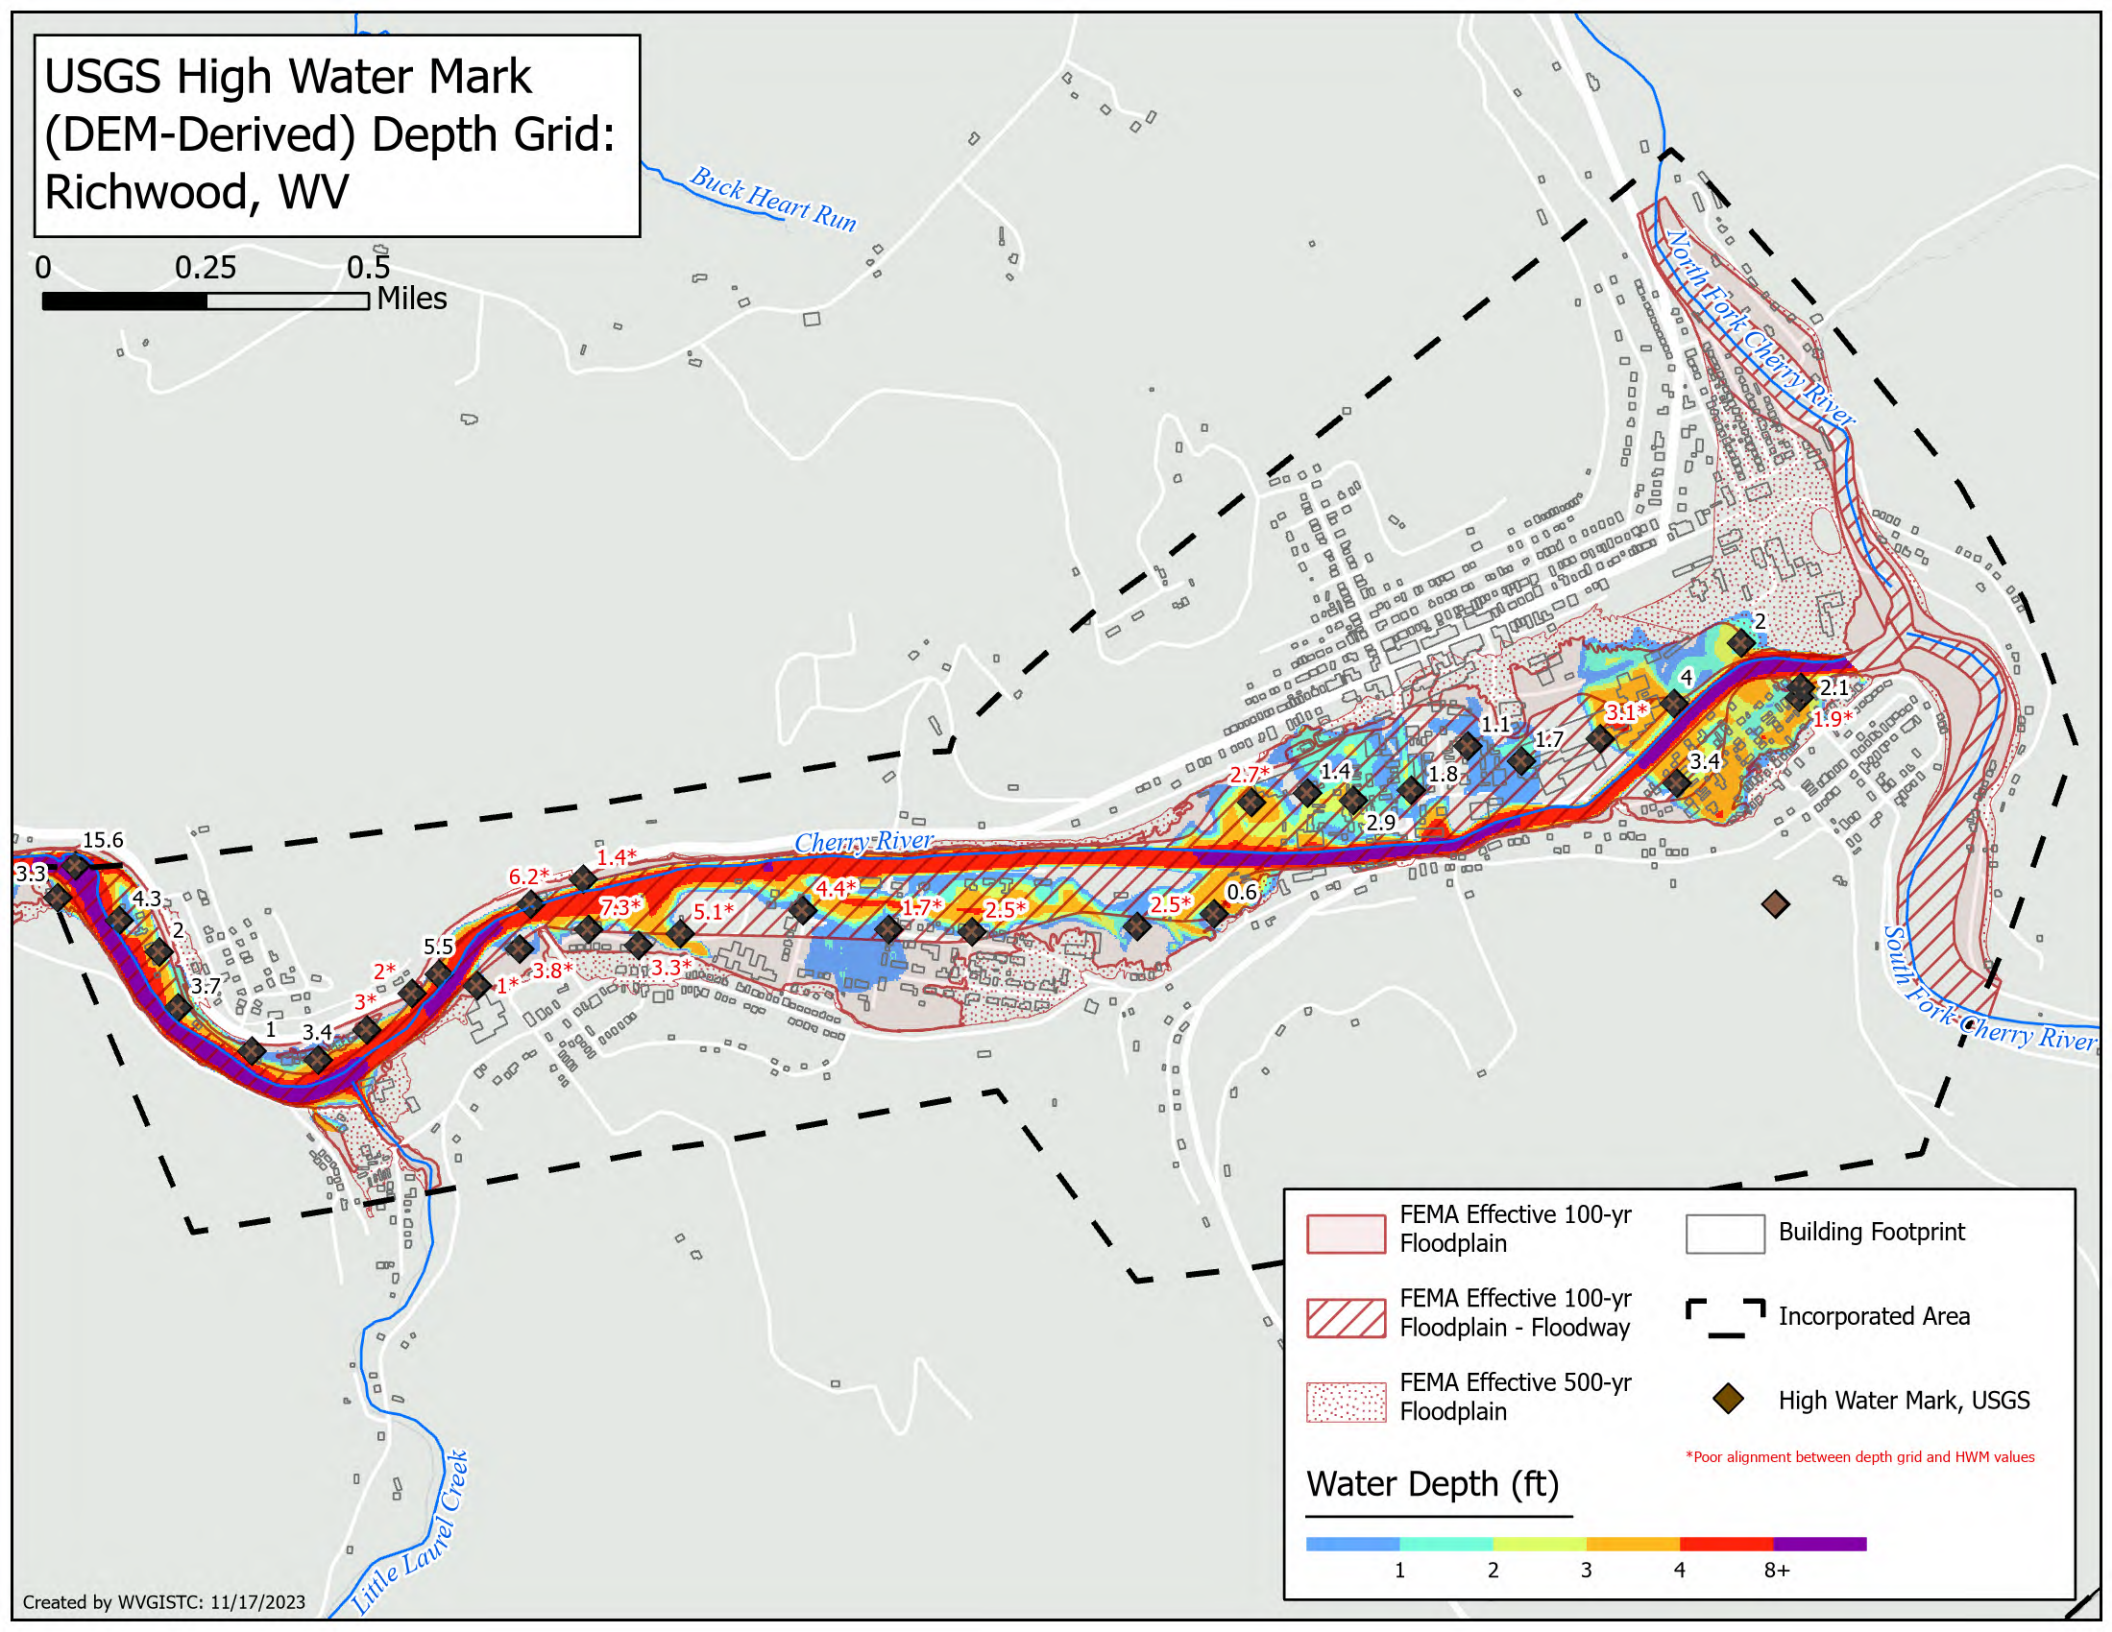 USGS High Water Mark
(DEM-Derived) Depth Grid:
Richwood, WV
0 0.25 0.5
Miles
Buck Heart Run
North Fork Cherry River
2
4
2.1
3.1*
1.9*
1.1
1.7
3.4
2.7*
1.4
1.8
2.9
Cherry River
15.6
1.4*
3.3
6.2*
4.3
4.4*
0.6
7.3*
5.1*
1.7*
2.5*
2.5*
2
5.5
3.8*
3.3*
2*
1*
3.7
3*
1
3.4
South Fork Cherry River
Little Laurel Creek
FEMA Effective 100-yr
Floodplain
Building Footprint
FEMA Effective 100-yr
Floodplain - Floodway
Incorporated Area
FEMA Effective 500-yr
Floodplain
High Water Mark, USGS
*Poor alignment between depth grid and HWM values
Water Depth (ft)
1 2 3 4 8+
Created by WVGISTC: 11/17/2023